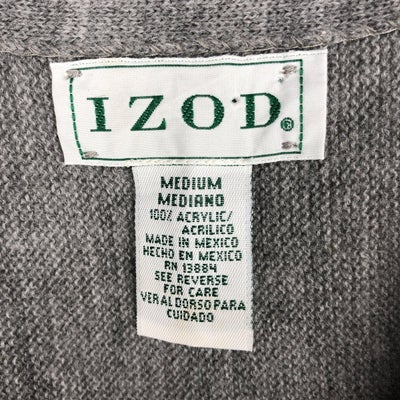 IZOD®
MEDIUM
MEDIANO
100% ACRYLIC/
ACRILICO
MADE IN MEXICO
HECHO EN MEXICO
RN 13884
SEE REVERSE
FOR CARE
VER AL DORSO PARA
CUIDADO